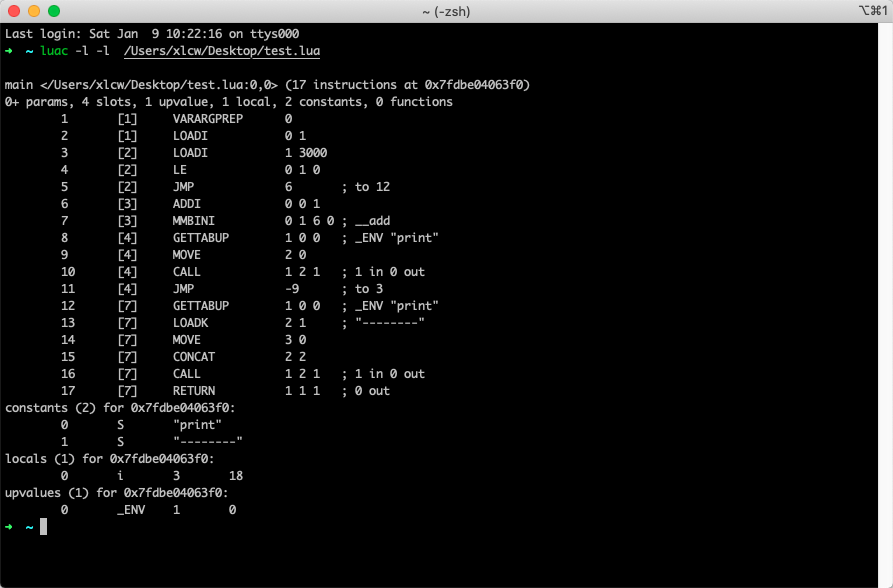 ~ (-zsh)
⌥⌘1
Last login: Sat Jan  9 10:22:16 on ttys000
➜  ~ luac -l -l  /Users/xlcw/Desktop/test.lua
main </Users/xlcw/Desktop/test.lua:0,0> (17 instructions at 0x7fdbe04063f0)
0+ params, 4 slots, 1 upvalue, 1 local, 2 constants, 0 functions
1 [1] VARARGPREP 0
2 [1] LOADI 0 1
3 [2] LOADI 1 3000
4 [2] LE 0 1 0
5 [2] JMP 6 ; to 12
6 [3] ADDI 0 0 1
7 [3] MMBINI 0 1 6 0 ; __add
8 [4] GETTABUP 1 0 0 ; _ENV "print"
9 [4] MOVE 2 0
10 [4] CALL 1 2 1 ; 1 in 0 out
11 [4] JMP -9 ; to 3
12 [7] GETTABUP 1 0 0 ; _ENV "print"
13 [7] LOADK 2 1 ; "--------"
14 [7] MOVE 3 0
15 [7] CONCAT 2 2
16 [7] CALL 1 2 1 ; 1 in 0 out
17 [7] RETURN 1 1 1 ; 0 out
constants (2) for 0x7fdbe04063f0:
0 S "print"
1 S "--------"
locals (1) for 0x7fdbe04063f0:
0 i 3 18
upvalues (1) for 0x7fdbe04063f0:
0 _ENV 1 0
➜  ~